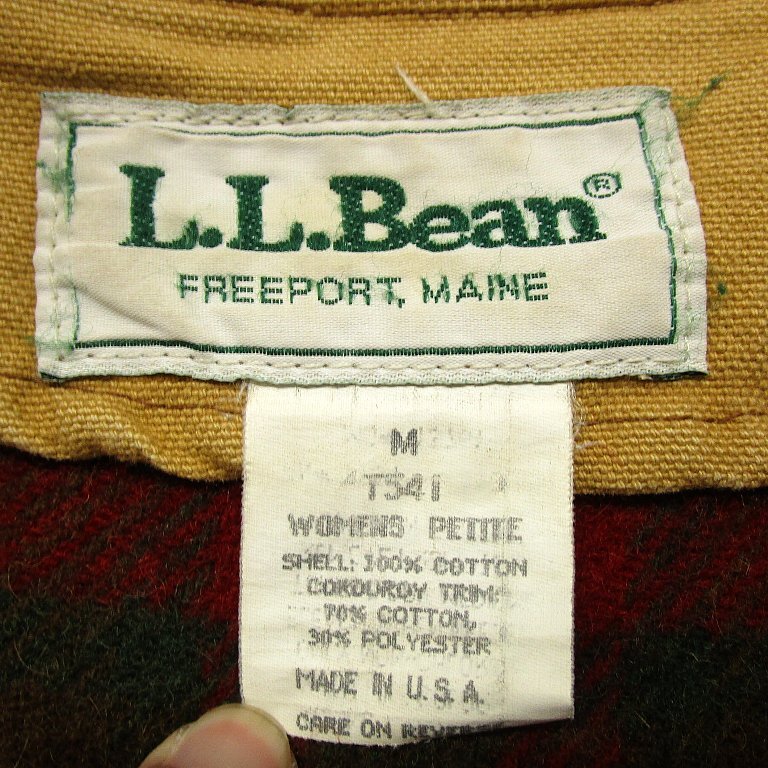 L.L.Bean®
FREEPORT, MAINE
M
T541
WOMENS PETITE
SHELL: 100% COTTON
CORDUROY TRIM:
70% COTTON,
30% POLYESTER
MADE IN U.S.A.
CARE ON REVERSE